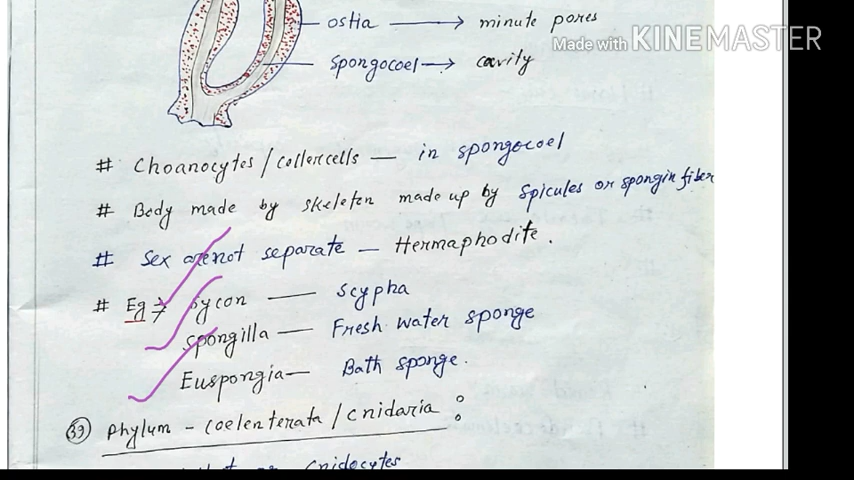 ostia → minute pores
Made with KINEMASTER
spongocoel → cavity
# Choanocytes/collercells — in spongocoel
# Body made by skeleton made up by spicules or spongin fiber
# Sex are not separate — Hermaphodite.
# Eg → Sycon — Scypha
Spongilla — Fresh water sponge
Euspongia — Bath sponge.
39 Phylum - coelenterata / cnidaria :
cnidocytes